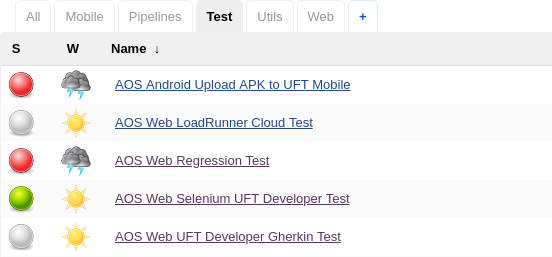 All Mobile Pipelines Test Utils Web +
S W Name ↓
AOS Android Upload APK to UFT Mobile
AOS Web LoadRunner Cloud Test
AOS Web Regression Test
AOS Web Selenium UFT Developer Test
AOS Web UFT Developer Gherkin Test